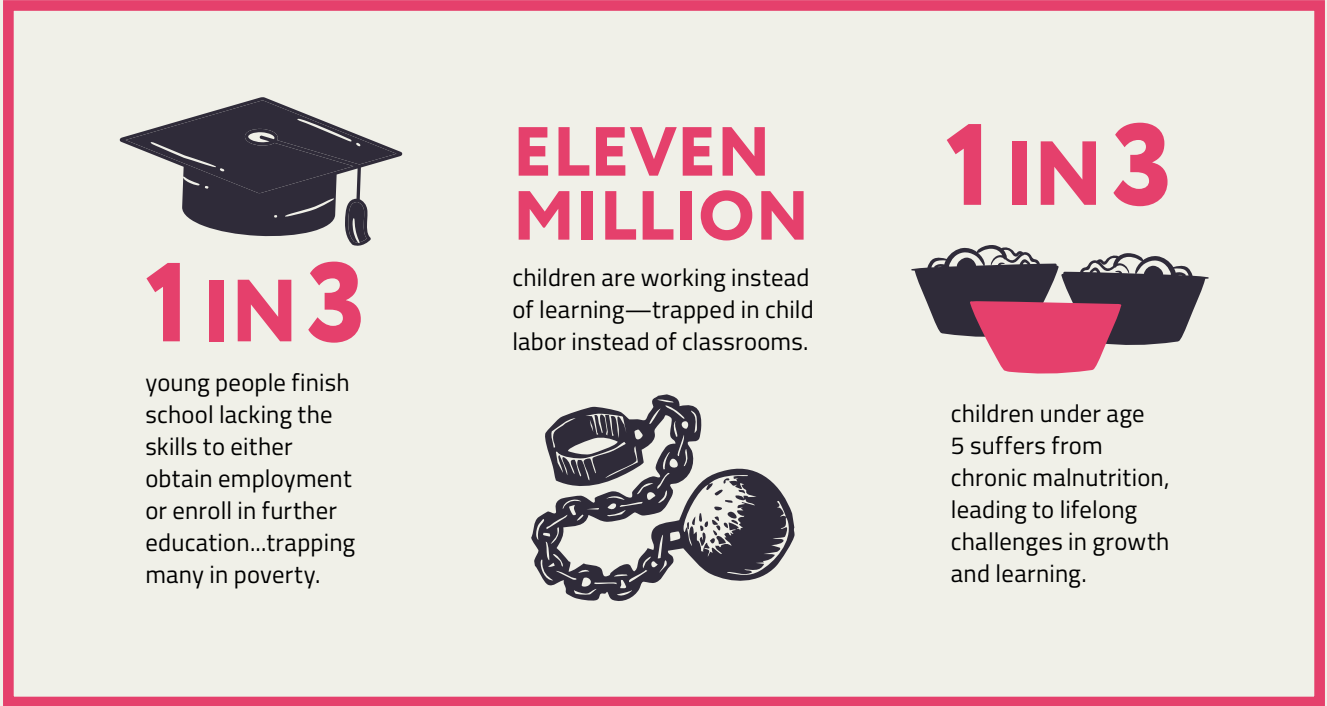 1 IN 3
young people finish
school lacking the
skills to either
obtain employment
or enroll in further
education...trapping
many in poverty.
ELEVEN
MILLION
children are working instead
of learning—trapped in child
labor instead of classrooms.
1 IN 3
children under age
5 suffers from
chronic malnutrition,
leading to lifelong
challenges in growth
and learning.